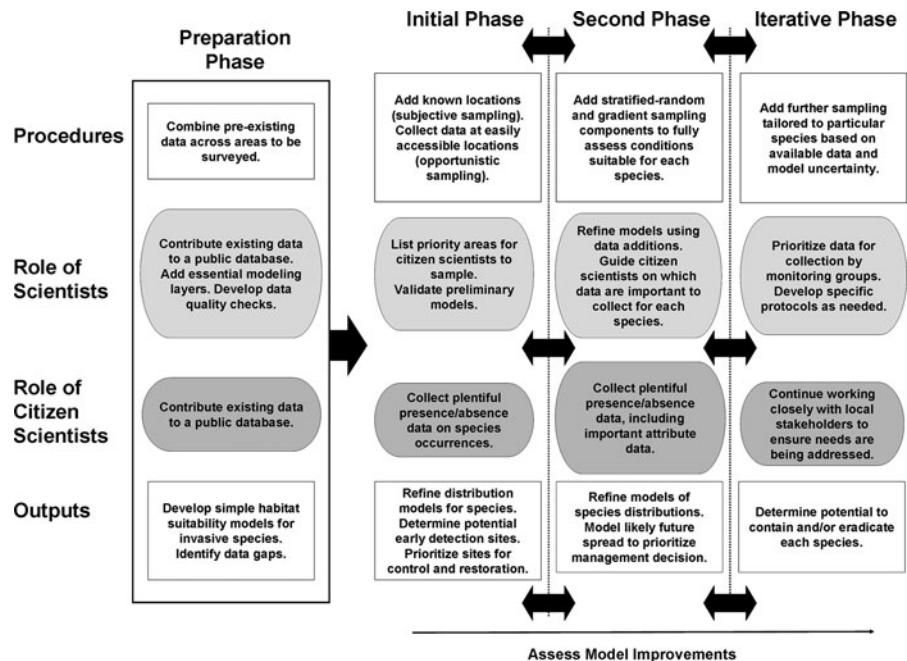 Preparation
Phase
Initial Phase
Second Phase
Iterative Phase
Procedures
Combine pre-existing
data across areas to be
surveyed.
Add known locations
(subjective sampling).
Collect data at easily
accessible locations
(opportunistic
sampling).
Add stratified-random
and gradient sampling
components to fully
assess conditions
suitable for each
species.
Add further sampling
tailored to particular
species based on
available data and
model uncertainty.
Role of
Scientists
Contribute existing data
to a public database.
Add essential modeling
layers. Develop data
quality checks.
List priority areas for
citizen scientists to
sample.
Validate preliminary
models.
Refine models using
data additions.
Guide citizen
scientists on which
data are important to
collect for each
species.
Prioritize data for
collection by
monitoring groups.
Develop specific
protocols as needed.
Role of
Citizen
Scientists
Contribute existing data
to a public database.
Collect plentiful
presence/absence
data on species
occurrences.
Collect plentiful
presence/absence
data, including
important attribute
data.
Continue working
closely with local
stakeholders to
ensure needs are
being addressed.
Outputs
Develop simple habitat
suitability models for
invasive species.
Identify data gaps.
Refine distribution
models for species.
Determine potential
early detection sites.
Prioritize sites for
control and restoration.
Refine models of
species distributions.
Model likely future
spread to prioritize
management decision.
Determine potential to
contain and/or eradicate
each species.
Assess Model Improvements